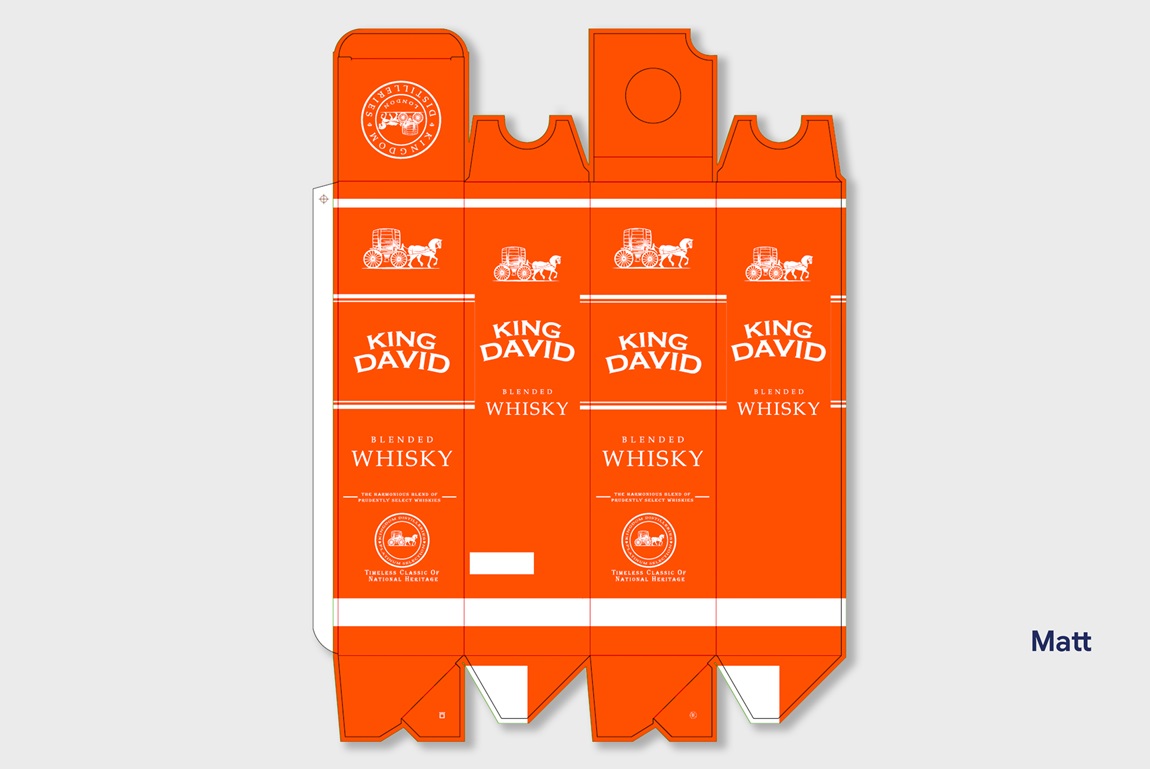 KINGDOM DISTILLERIES
LONDON
KING
DAVID
BLENDED
WHISKY
THE HARMONIOUS BLEND OF
PRUDENTLY SELECT WHISKIES
TIMELESS CLASSIC OF
NATIONAL HERITAGE
KING
DAVID
BLENDED
WHISKY
KING
DAVID
BLENDED
WHISKY
THE HARMONIOUS BLEND OF
PRUDENTLY SELECT WHISKIES
TIMELESS CLASSIC OF
NATIONAL HERITAGE
KING
DAVID
BLENDED
WHISKY
Matt